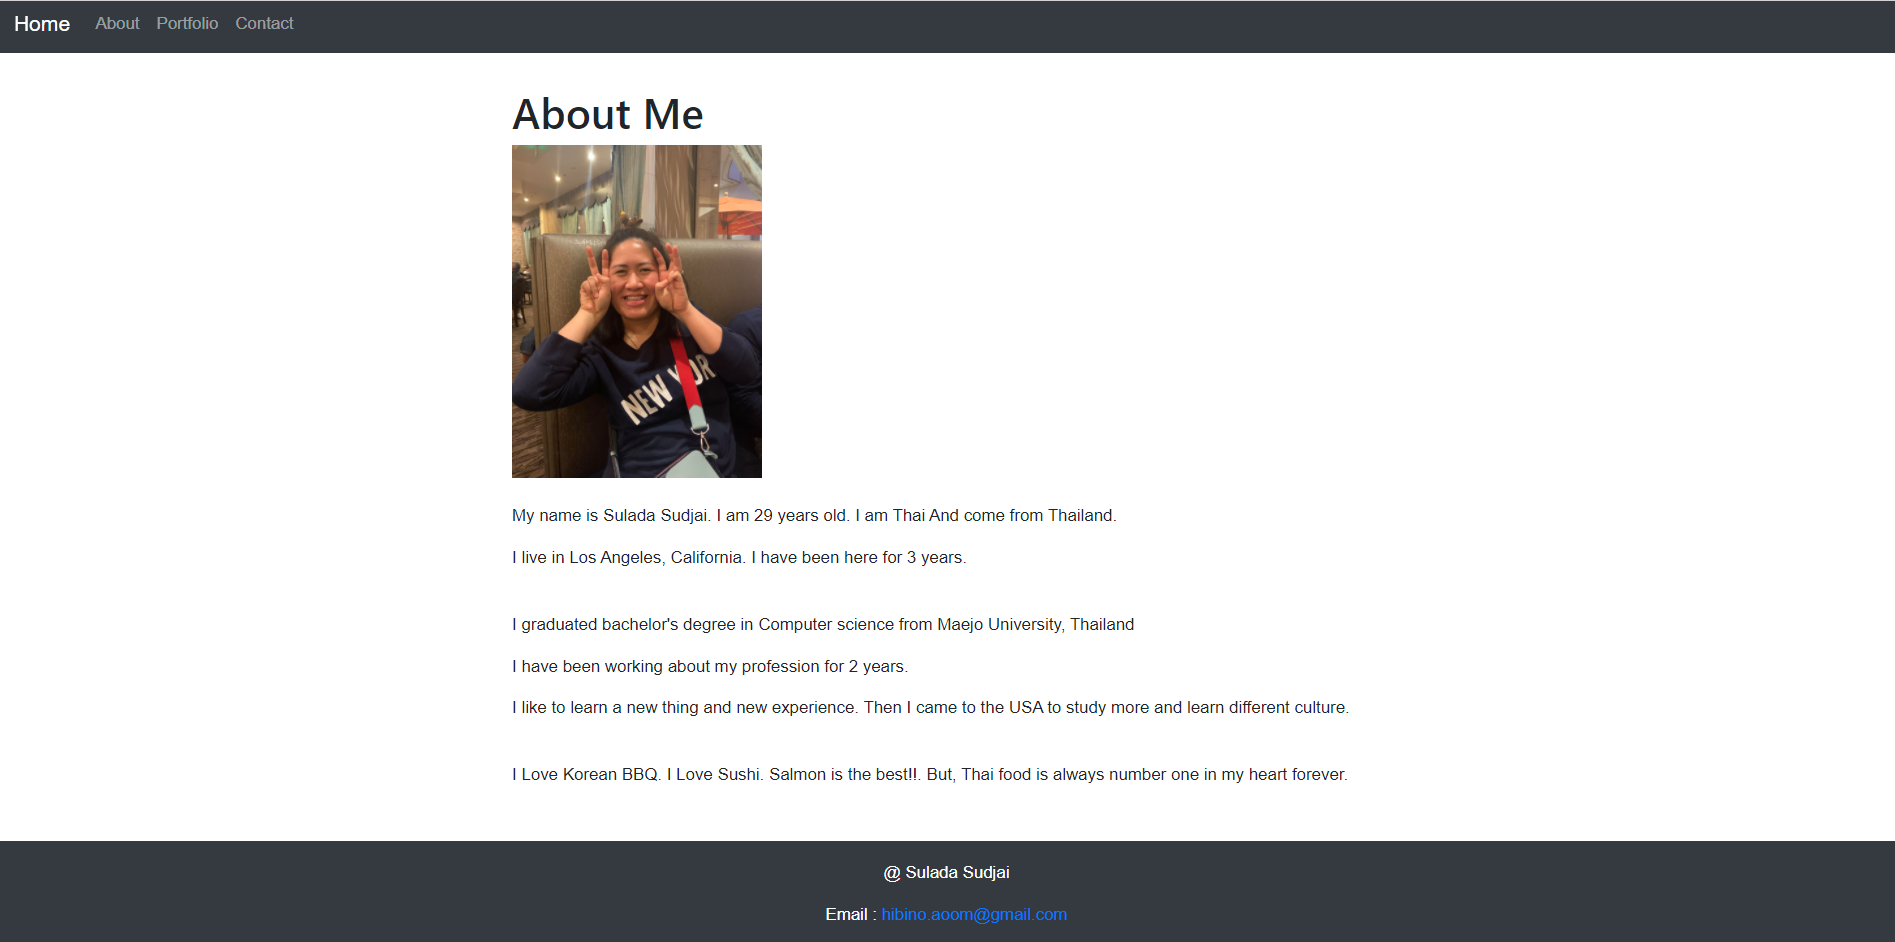 Home About Portfolio Contact
About Me
NEW YOR
My name is Sulada Sudjai. I am 29 years old. I am Thai And come from Thailand.
I live in Los Angeles, California. I have been here for 3 years.
I graduated bachelor's degree in Computer science from Maejo University, Thailand
I have been working about my profession for 2 years.
I like to learn a new thing and new experience. Then I came to the USA to study more and learn different culture.
I Love Korean BBQ. I Love Sushi. Salmon is the best!!. But, Thai food is always number one in my heart forever.
@ Sulada Sudjai
Email : hibino.aoom@gmail.com